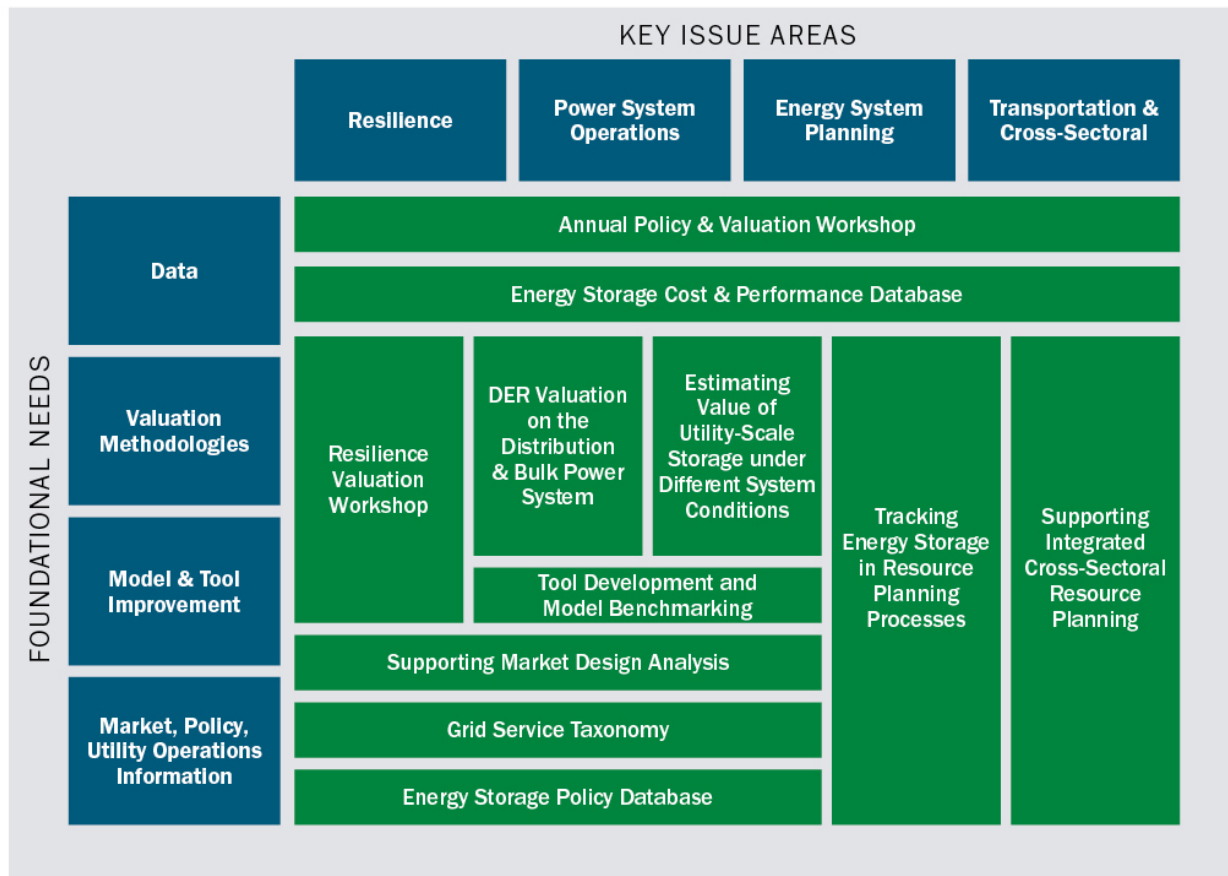 KEY ISSUE AREAS
Resilience
Power System
Operations
Energy System
Planning
Transportation &
Cross-Sectoral
FOUNDATIONAL NEEDS
Data
Valuation
Methodologies
Model & Tool
Improvement
Market, Policy,
Utility Operations
Information
Annual Policy & Valuation Workshop
Energy Storage Cost & Performance Database
Resilience
Valuation
Workshop
DER Valuation
on the
Distribution
& Bulk Power
System
Estimating
Value of
Utility-Scale
Storage under
Different System
Conditions
Tool Development and
Model Benchmarking
Tracking
Energy Storage
in Resource
Planning
Processes
Supporting
Integrated
Cross-Sectoral
Resource
Planning
Supporting Market Design Analysis
Grid Service Taxonomy
Energy Storage Policy Database